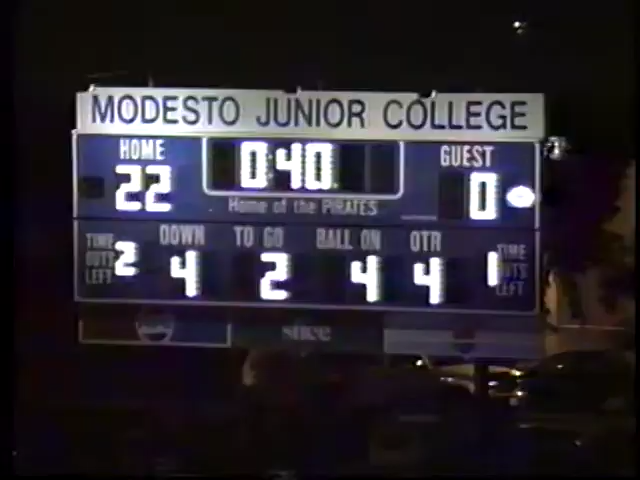 MODESTO JUNIOR COLLEGE
HOME 0:40 GUEST
22 0
Home of the PIRATES
DOWN TO GO BALL ON QTR
TIME OUTS LEFT 2 4 2 4 4 1 TIME OUTS LEFT